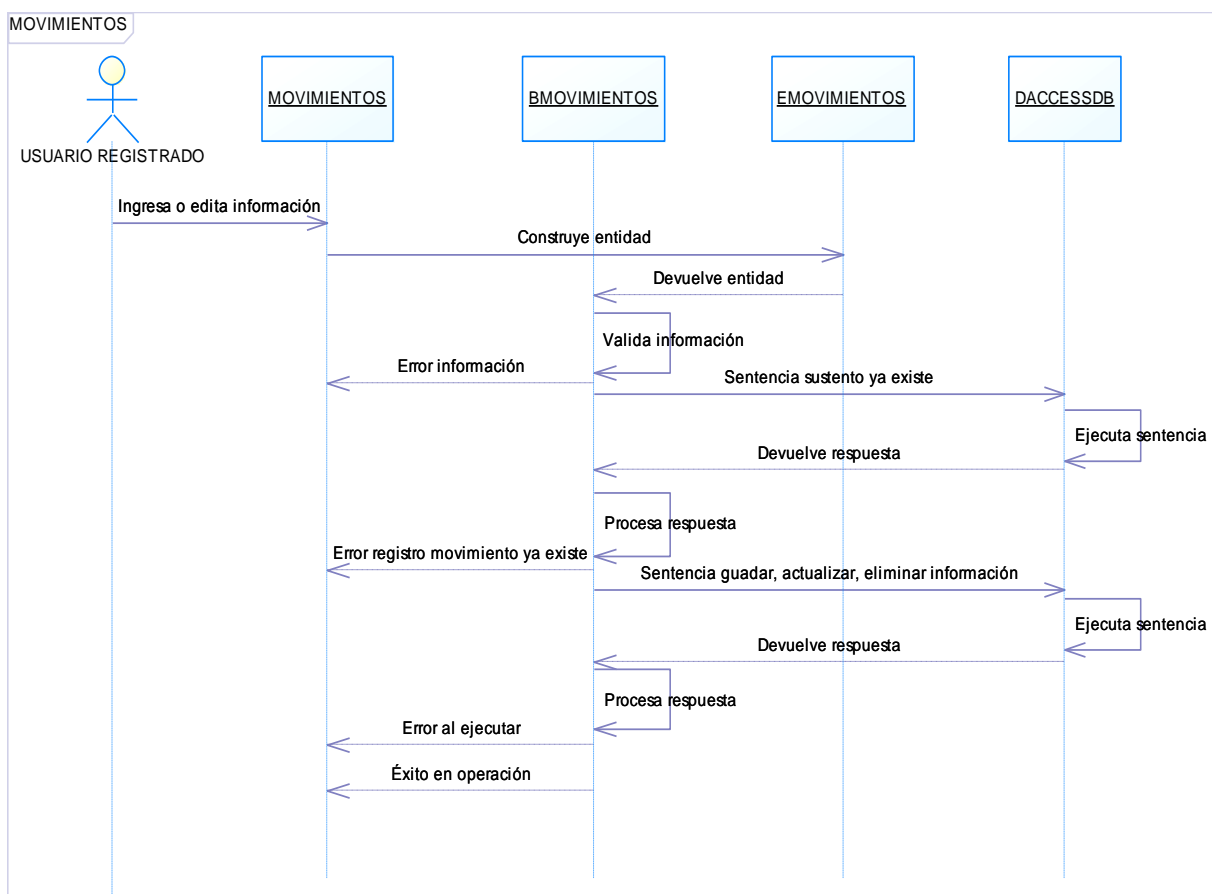 MOVIMIENTOS
MOVIMIENTOS
BMOVIMIENTOS
EMOVIMIENTOS
DACCESSDB
USUARIO REGISTRADO
Ingresa o edita información
Construye entidad
Devuelve entidad
Valida información
Error información
Sentencia sustento ya existe
Ejecuta sentencia
Devuelve respuesta
Procesa respuesta
Error registro movimiento ya existe
Sentencia guadar, actualizar, eliminar información
Ejecuta sentencia
Devuelve respuesta
Procesa respuesta
Error al ejecutar
Éxito en operación